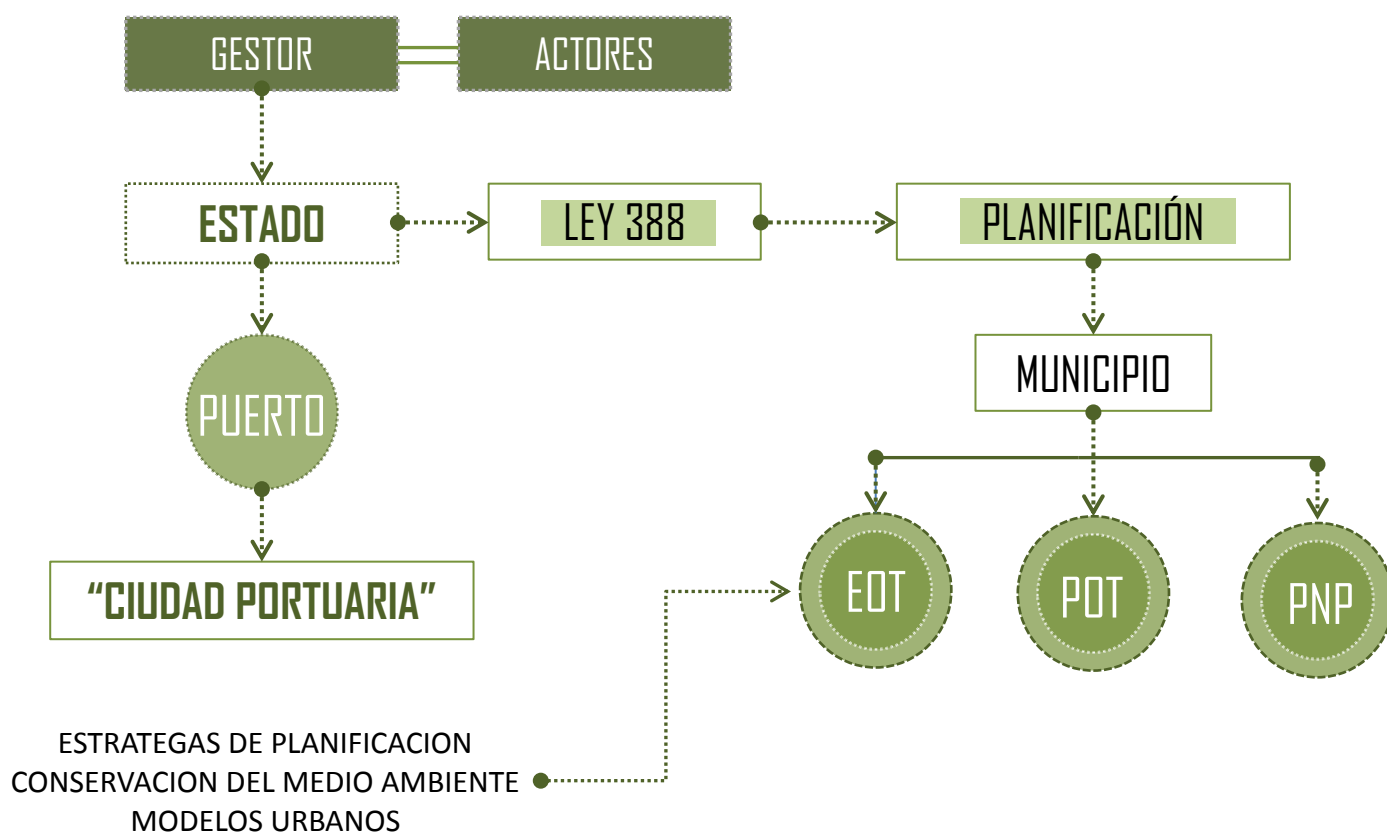 GESTOR
ACTORES
ESTADO
LEY 388
PLANIFICACIÓN
PUERTO
MUNICIPIO
“CIUDAD PORTUARIA”
EOT
POT
PNP
ESTRATEGAS DE PLANIFICACION
CONSERVACION DEL MEDIO AMBIENTE
MODELOS URBANOS